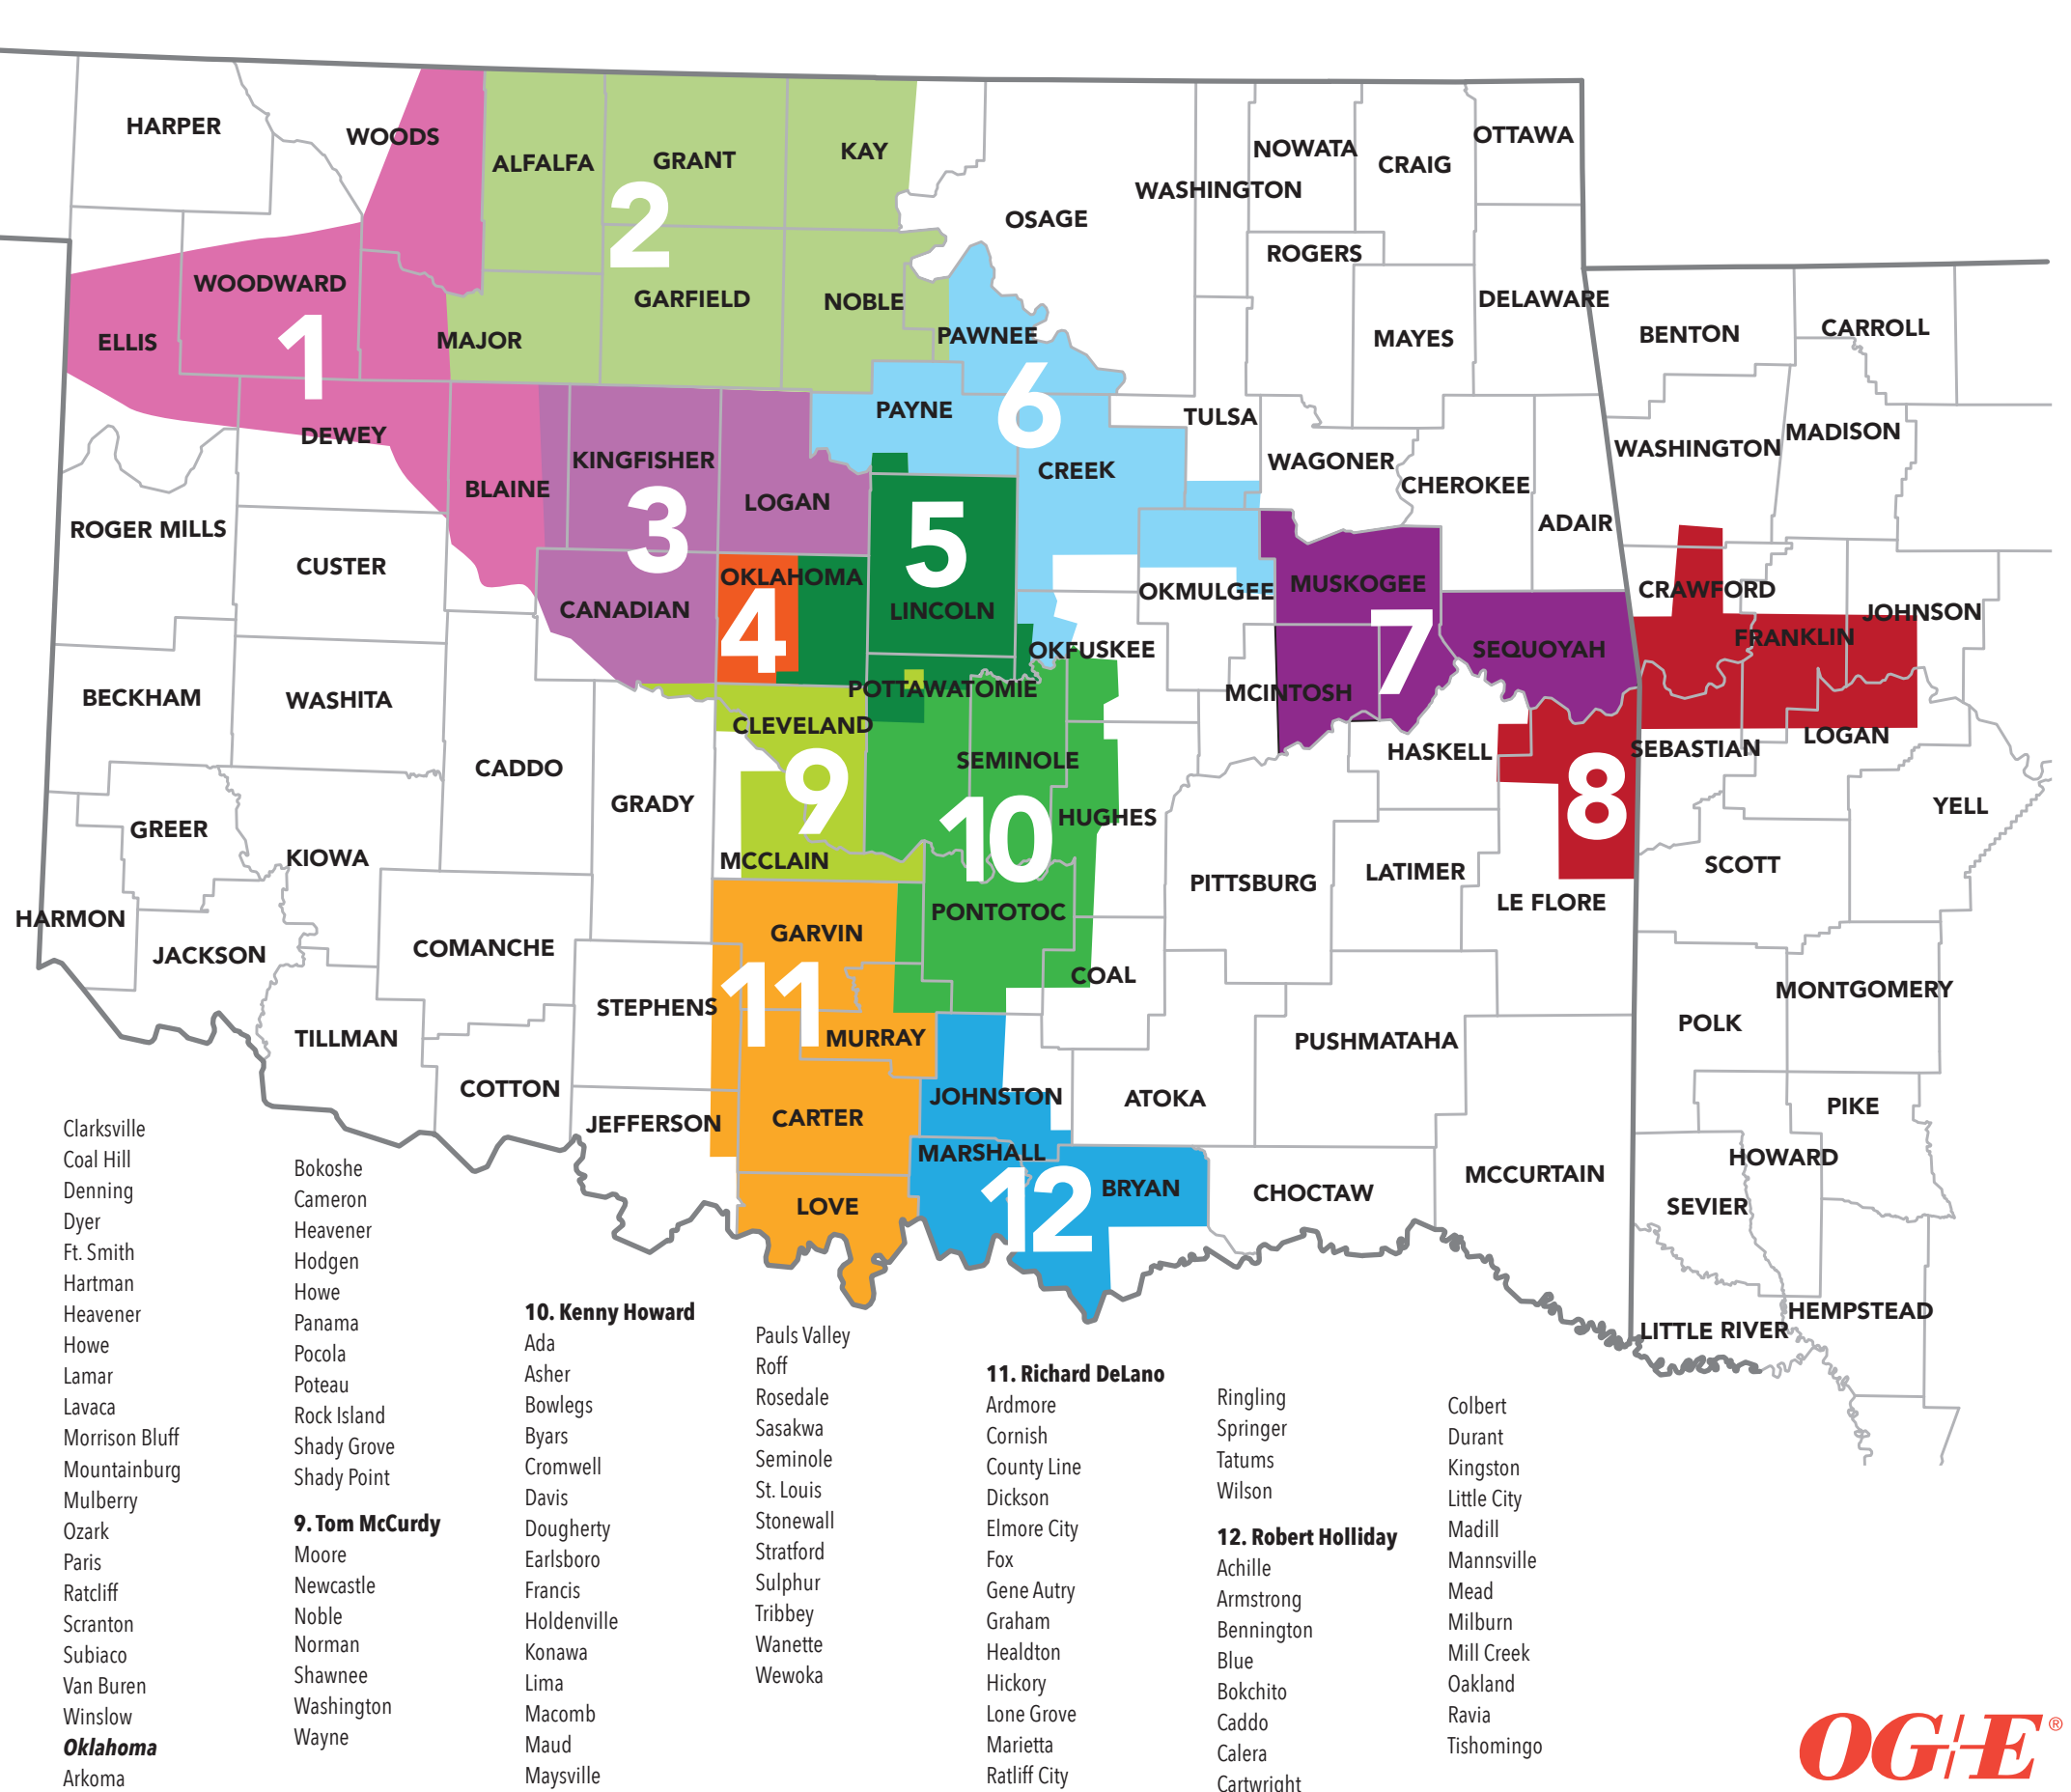 HARPER
WOODS
ALFALFA
GRANT
KAY
OSAGE
WASHINGTON
NOWATA
CRAIG
OTTAWA
2
ROGERS
WOODWARD
GARFIELD
NOBLE
DELAWARE
ELLIS
1
MAJOR
PAWNEE
MAYES
BENTON
CARROLL
6
PAYNE
TULSA
DEWEY
WASHINGTON
MADISON
KINGFISHER
CREEK
WAGONER
BLAINE
LOGAN
CHEROKEE
ROGER MILLS
3
5
ADAIR
CUSTER
OKLAHOMA
OKMULGEE
MUSKOGEE
CRAWFORD
CANADIAN
4
LINCOLN
JOHNSON
OKFUSKEE
7
SEQUOYAH
FRANKLIN
BECKHAM
WASHITA
POTTAWATOMIE
MCINTOSH
CLEVELAND
CADDO
SEMINOLE
HASKELL
SEBASTIAN
LOGAN
GRADY
9
8
GREER
HUGHES
YELL
10
KIOWA
MCCLAIN
PITTSBURG
LATIMER
SCOTT
HARMON
PONTOTOC
LE FLORE
JACKSON
COMANCHE
GARVIN
COAL
STEPHENS
11
MONTGOMERY
TILLMAN
MURRAY
PUSHMATAHA
POLK
COTTON
JOHNSTON
ATOKA
JEFFERSON
CARTER
PIKE
MARSHALL
HOWARD
12
BRYAN
CHOCTAW
MCCURTAIN
LOVE
SEVIER
HEMPSTEAD
LITTLE RIVER
Clarksville
Coal Hill
Denning
Dyer
Ft. Smith
Hartman
Heavener
Howe
Lamar
Lavaca
Morrison Bluff
Mountainburg
Mulberry
Ozark
Paris
Ratcliff
Scranton
Subiaco
Van Buren
Winslow
Oklahoma
Arkoma
Bokoshe
Cameron
Heavener
Hodgen
Howe
Panama
Pocola
Poteau
Rock Island
Shady Grove
Shady Point
9. Tom McCurdy
Moore
Newcastle
Noble
Norman
Shawnee
Washington
Wayne
10. Kenny Howard
Ada
Asher
Bowlegs
Byars
Cromwell
Davis
Dougherty
Earlsboro
Francis
Holdenville
Konawa
Lima
Macomb
Maud
Maysville
Pauls Valley
Roff
Rosedale
Sasakwa
Seminole
St. Louis
Stonewall
Stratford
Sulphur
Tribbey
Wanette
Wewoka
11. Richard DeLano
Ardmore
Cornish
County Line
Dickson
Elmore City
Fox
Gene Autry
Graham
Healdton
Hickory
Lone Grove
Marietta
Ratliff City
Ringling
Springer
Tatums
Wilson
12. Robert Holliday
Achille
Armstrong
Bennington
Blue
Bokchito
Caddo
Calera
Cartwright
Colbert
Durant
Kingston
Little City
Madill
Mannsville
Mead
Milburn
Mill Creek
Oakland
Ravia
Tishomingo
OG+E®